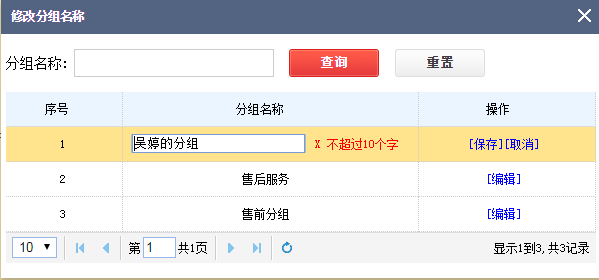 修改分组名称
分组名称： 查询 重置
序号 分组名称 操作
1 吴婷的分组 X 不超过10个字 [保存][取消]
2 售后服务 [编辑]
3 售前分组 [编辑]
10 第 1 共1页 显示1到3, 共3记录